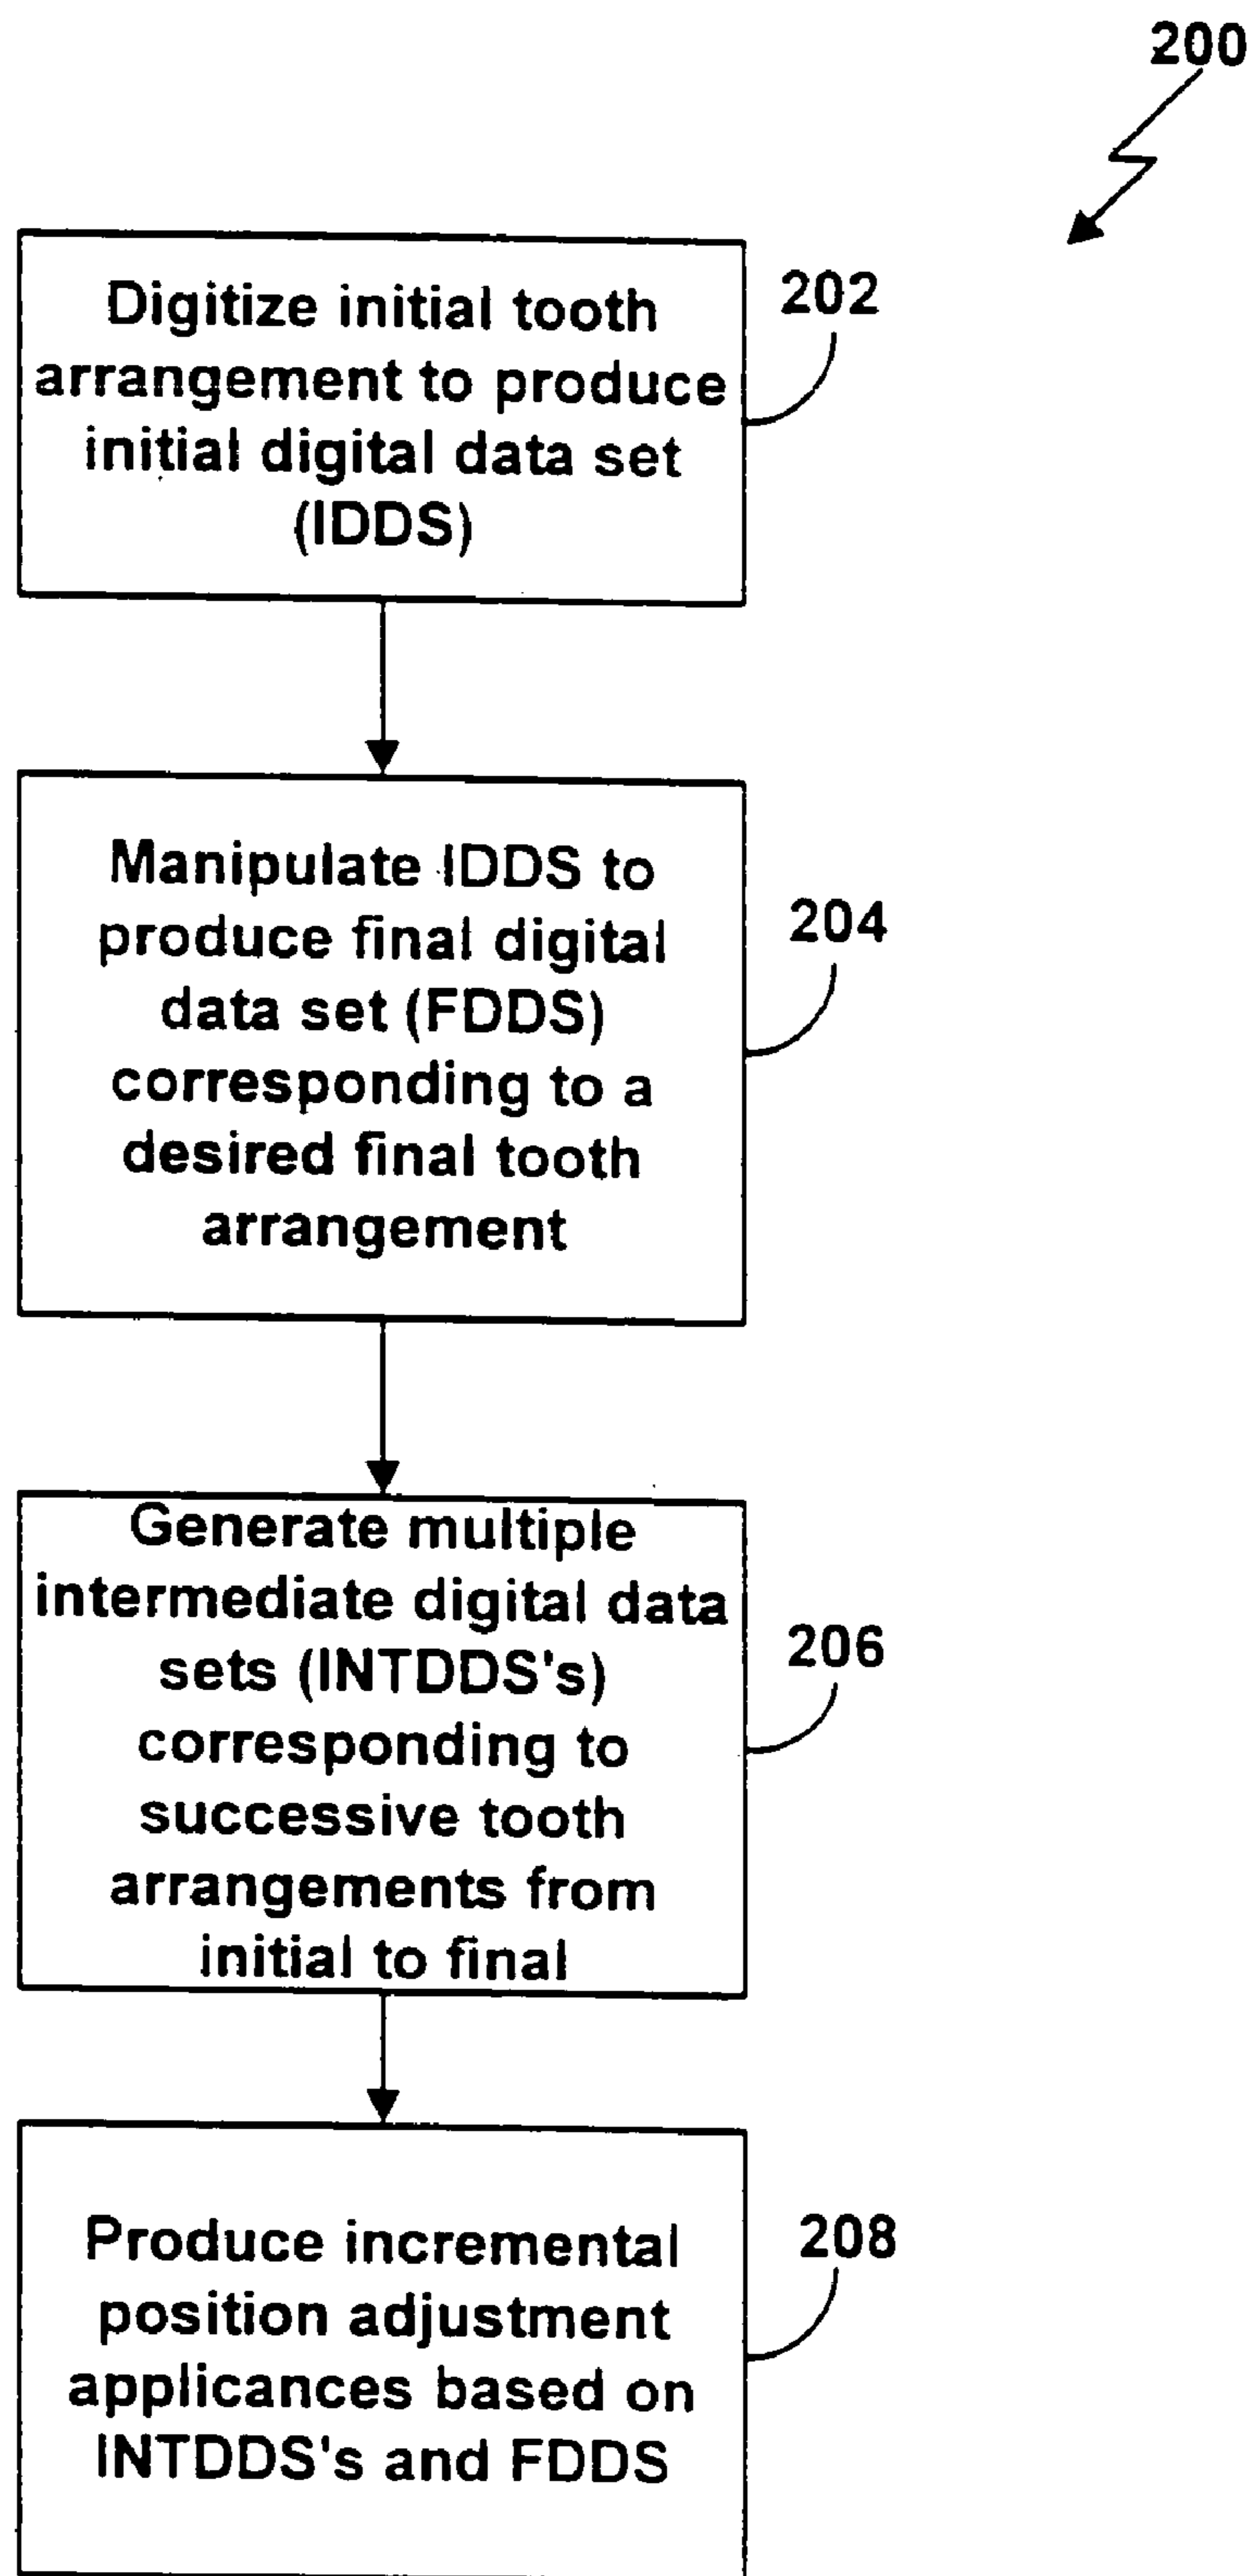 200
Digitize initial tooth
arrangement to produce
initial digital data set
(IDDS)
202
Manipulate IDDS to
produce final digital
data set (FDDS)
corresponding to a
desired final tooth
arrangement
204
Generate multiple
intermediate digital data
sets (INTDDS's)
corresponding to
successive tooth
arrangements from
initial to final
206
Produce incremental
position adjustment
applicances based on
INTDDS's and FDDS
208